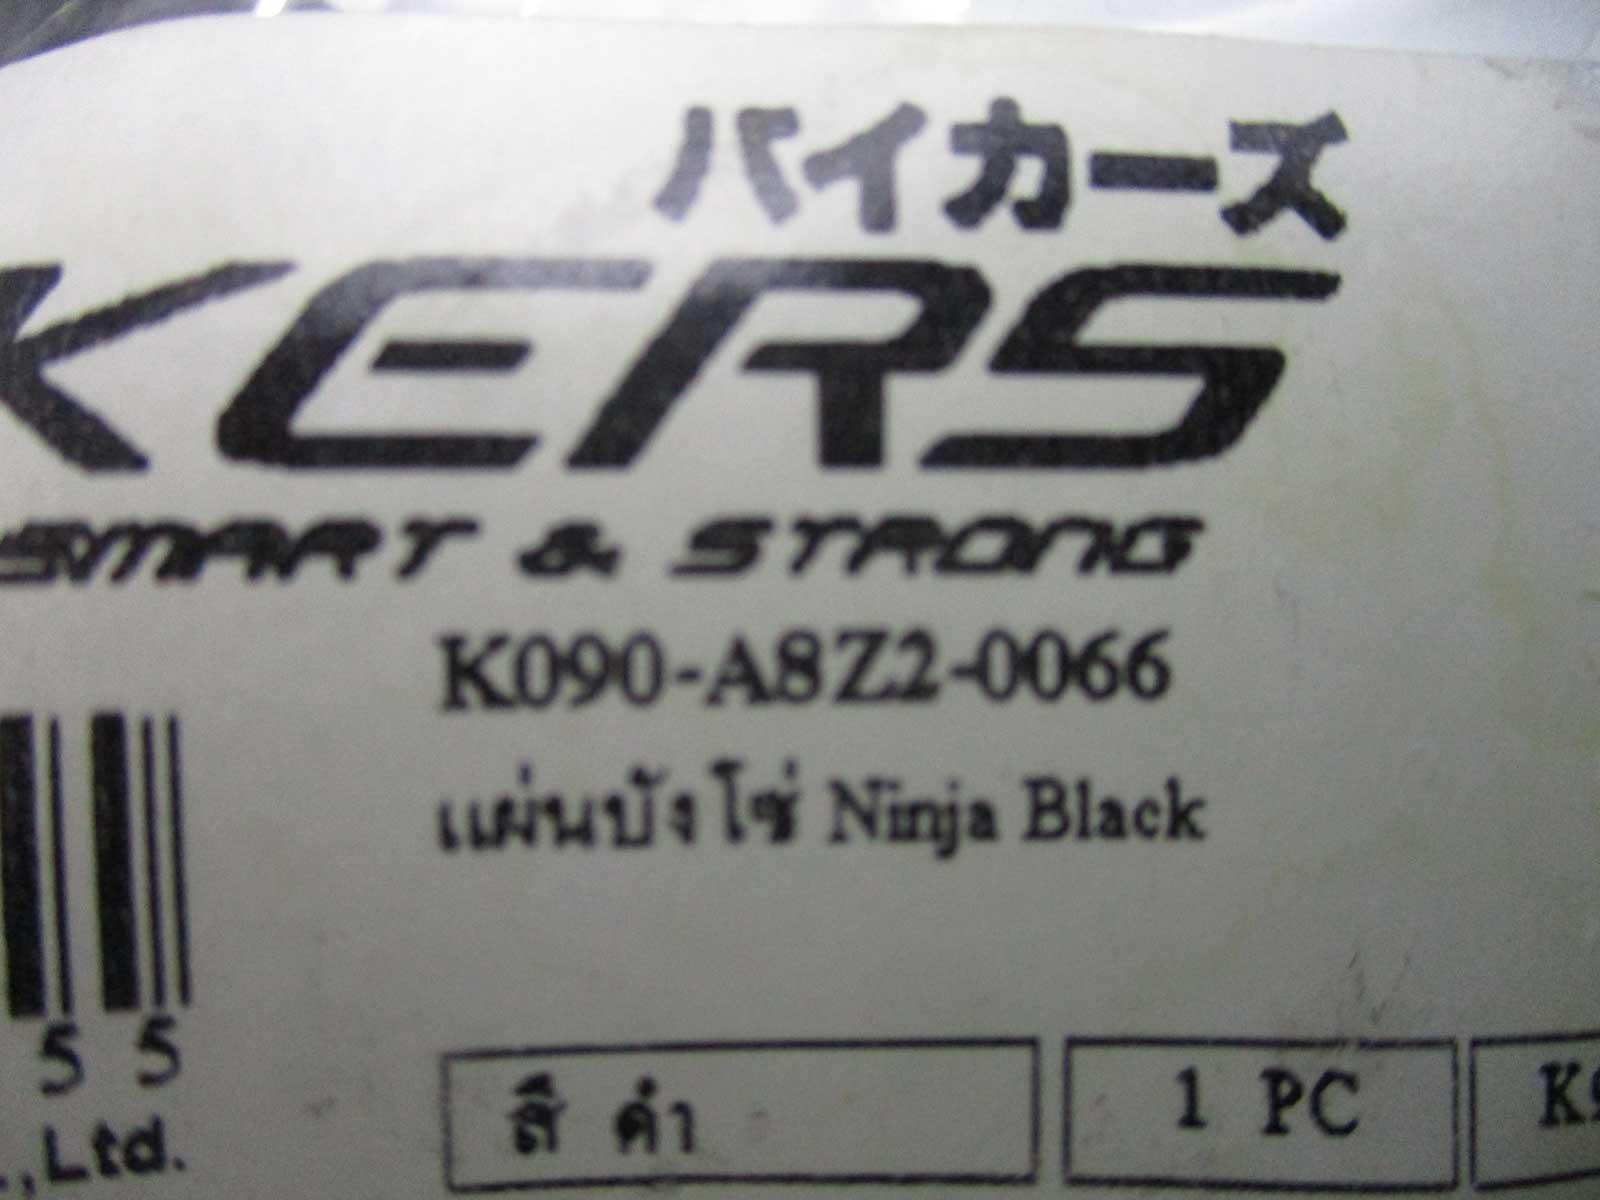 バイカーズ
KERS
SMART & STRONG
K090-A8Z2-0066
แผ่นบังโซ่ Ninja Black
5 5
.,Ltd.
สี ดำ
1 PC